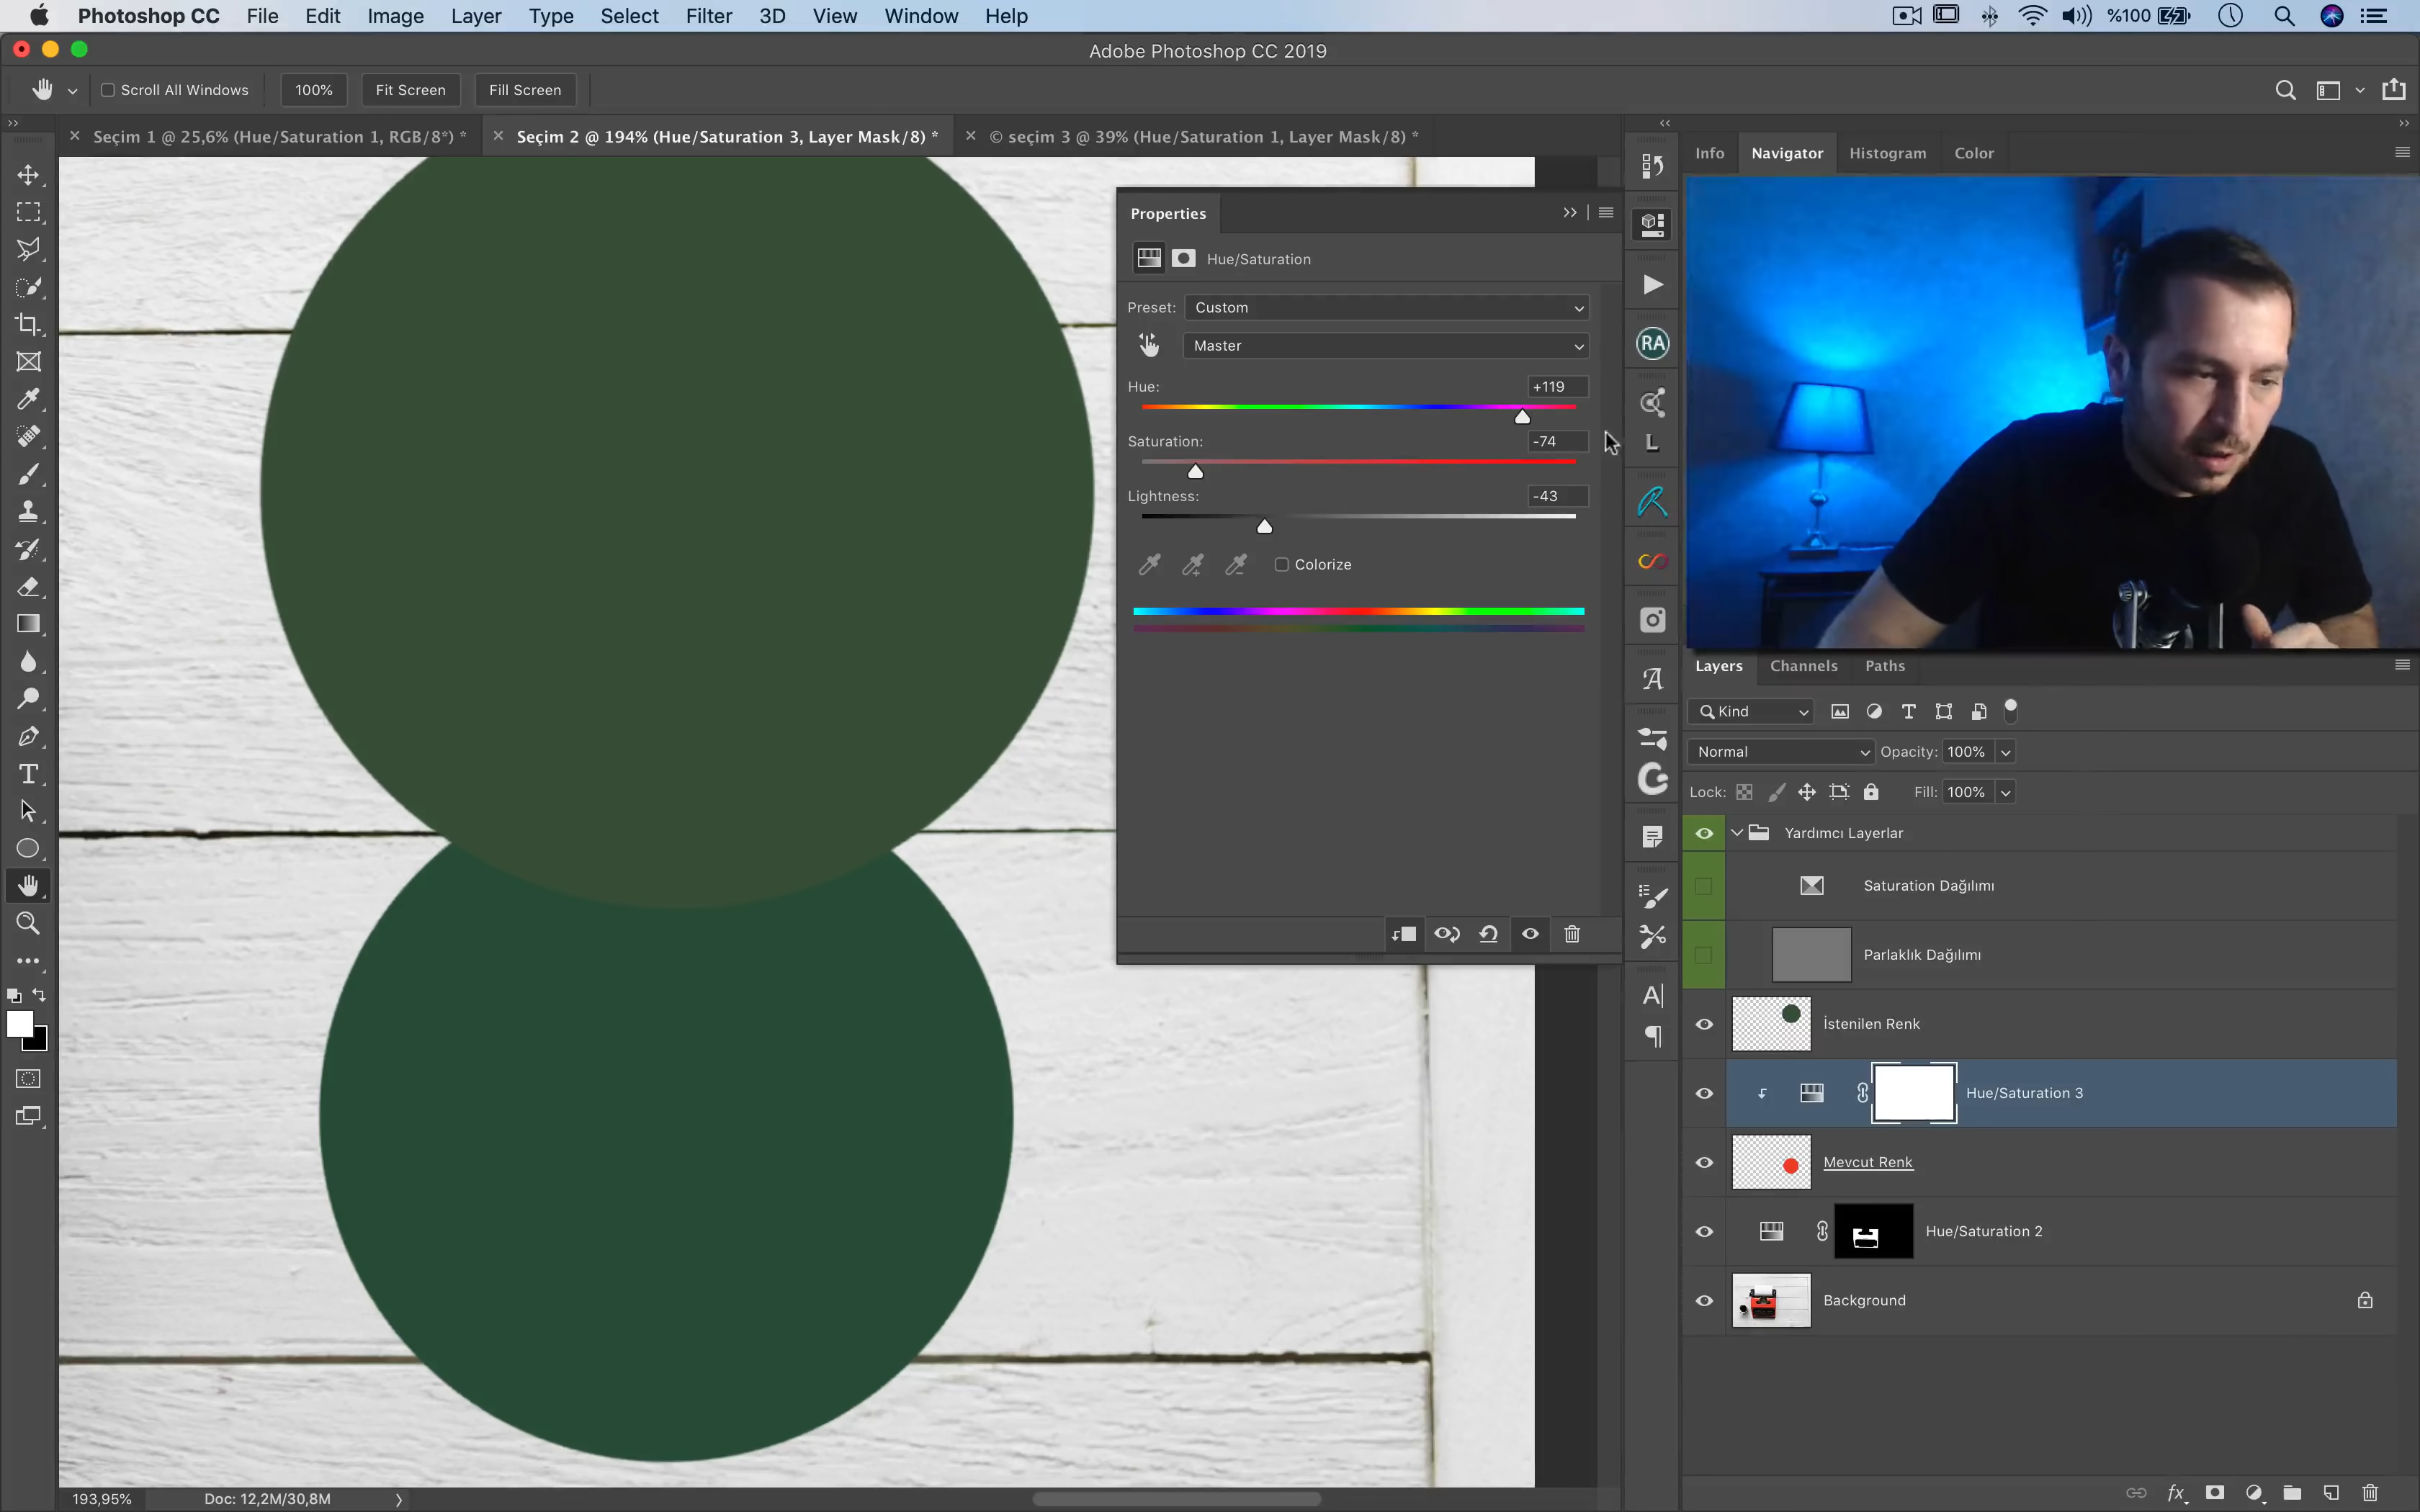 Photoshop CC File Edit Image Layer Type Select Filter 3D View Window Help %100
Adobe Photoshop CC 2019
Scroll All Windows 100% Fit Screen Fill Screen
Seçim 1 @ 25,6% (Hue/Saturation 1, RGB/8*) *
Seçim 2 @ 194% (Hue/Saturation 3, Layer Mask/8) *
© seçim 3 @ 39% (Hue/Saturation 1, Layer Mask/8) *
Info Navigator Histogram Color
Properties
Hue/Saturation
Preset: Custom
Master
Hue: +119
Saturation: -74
Lightness: -43
Colorize
RA
L
Layers Channels Paths
Kind
Normal Opacity: 100%
Lock: Fill: 100%
Yardımcı Layerlar
Saturation Dağılımı
Parlaklık Dağılımı
İstenilen Renk
Hue/Saturation 3
Mevcut Renk
Hue/Saturation 2
Background
193,95% Doc: 12,2M/30,8M